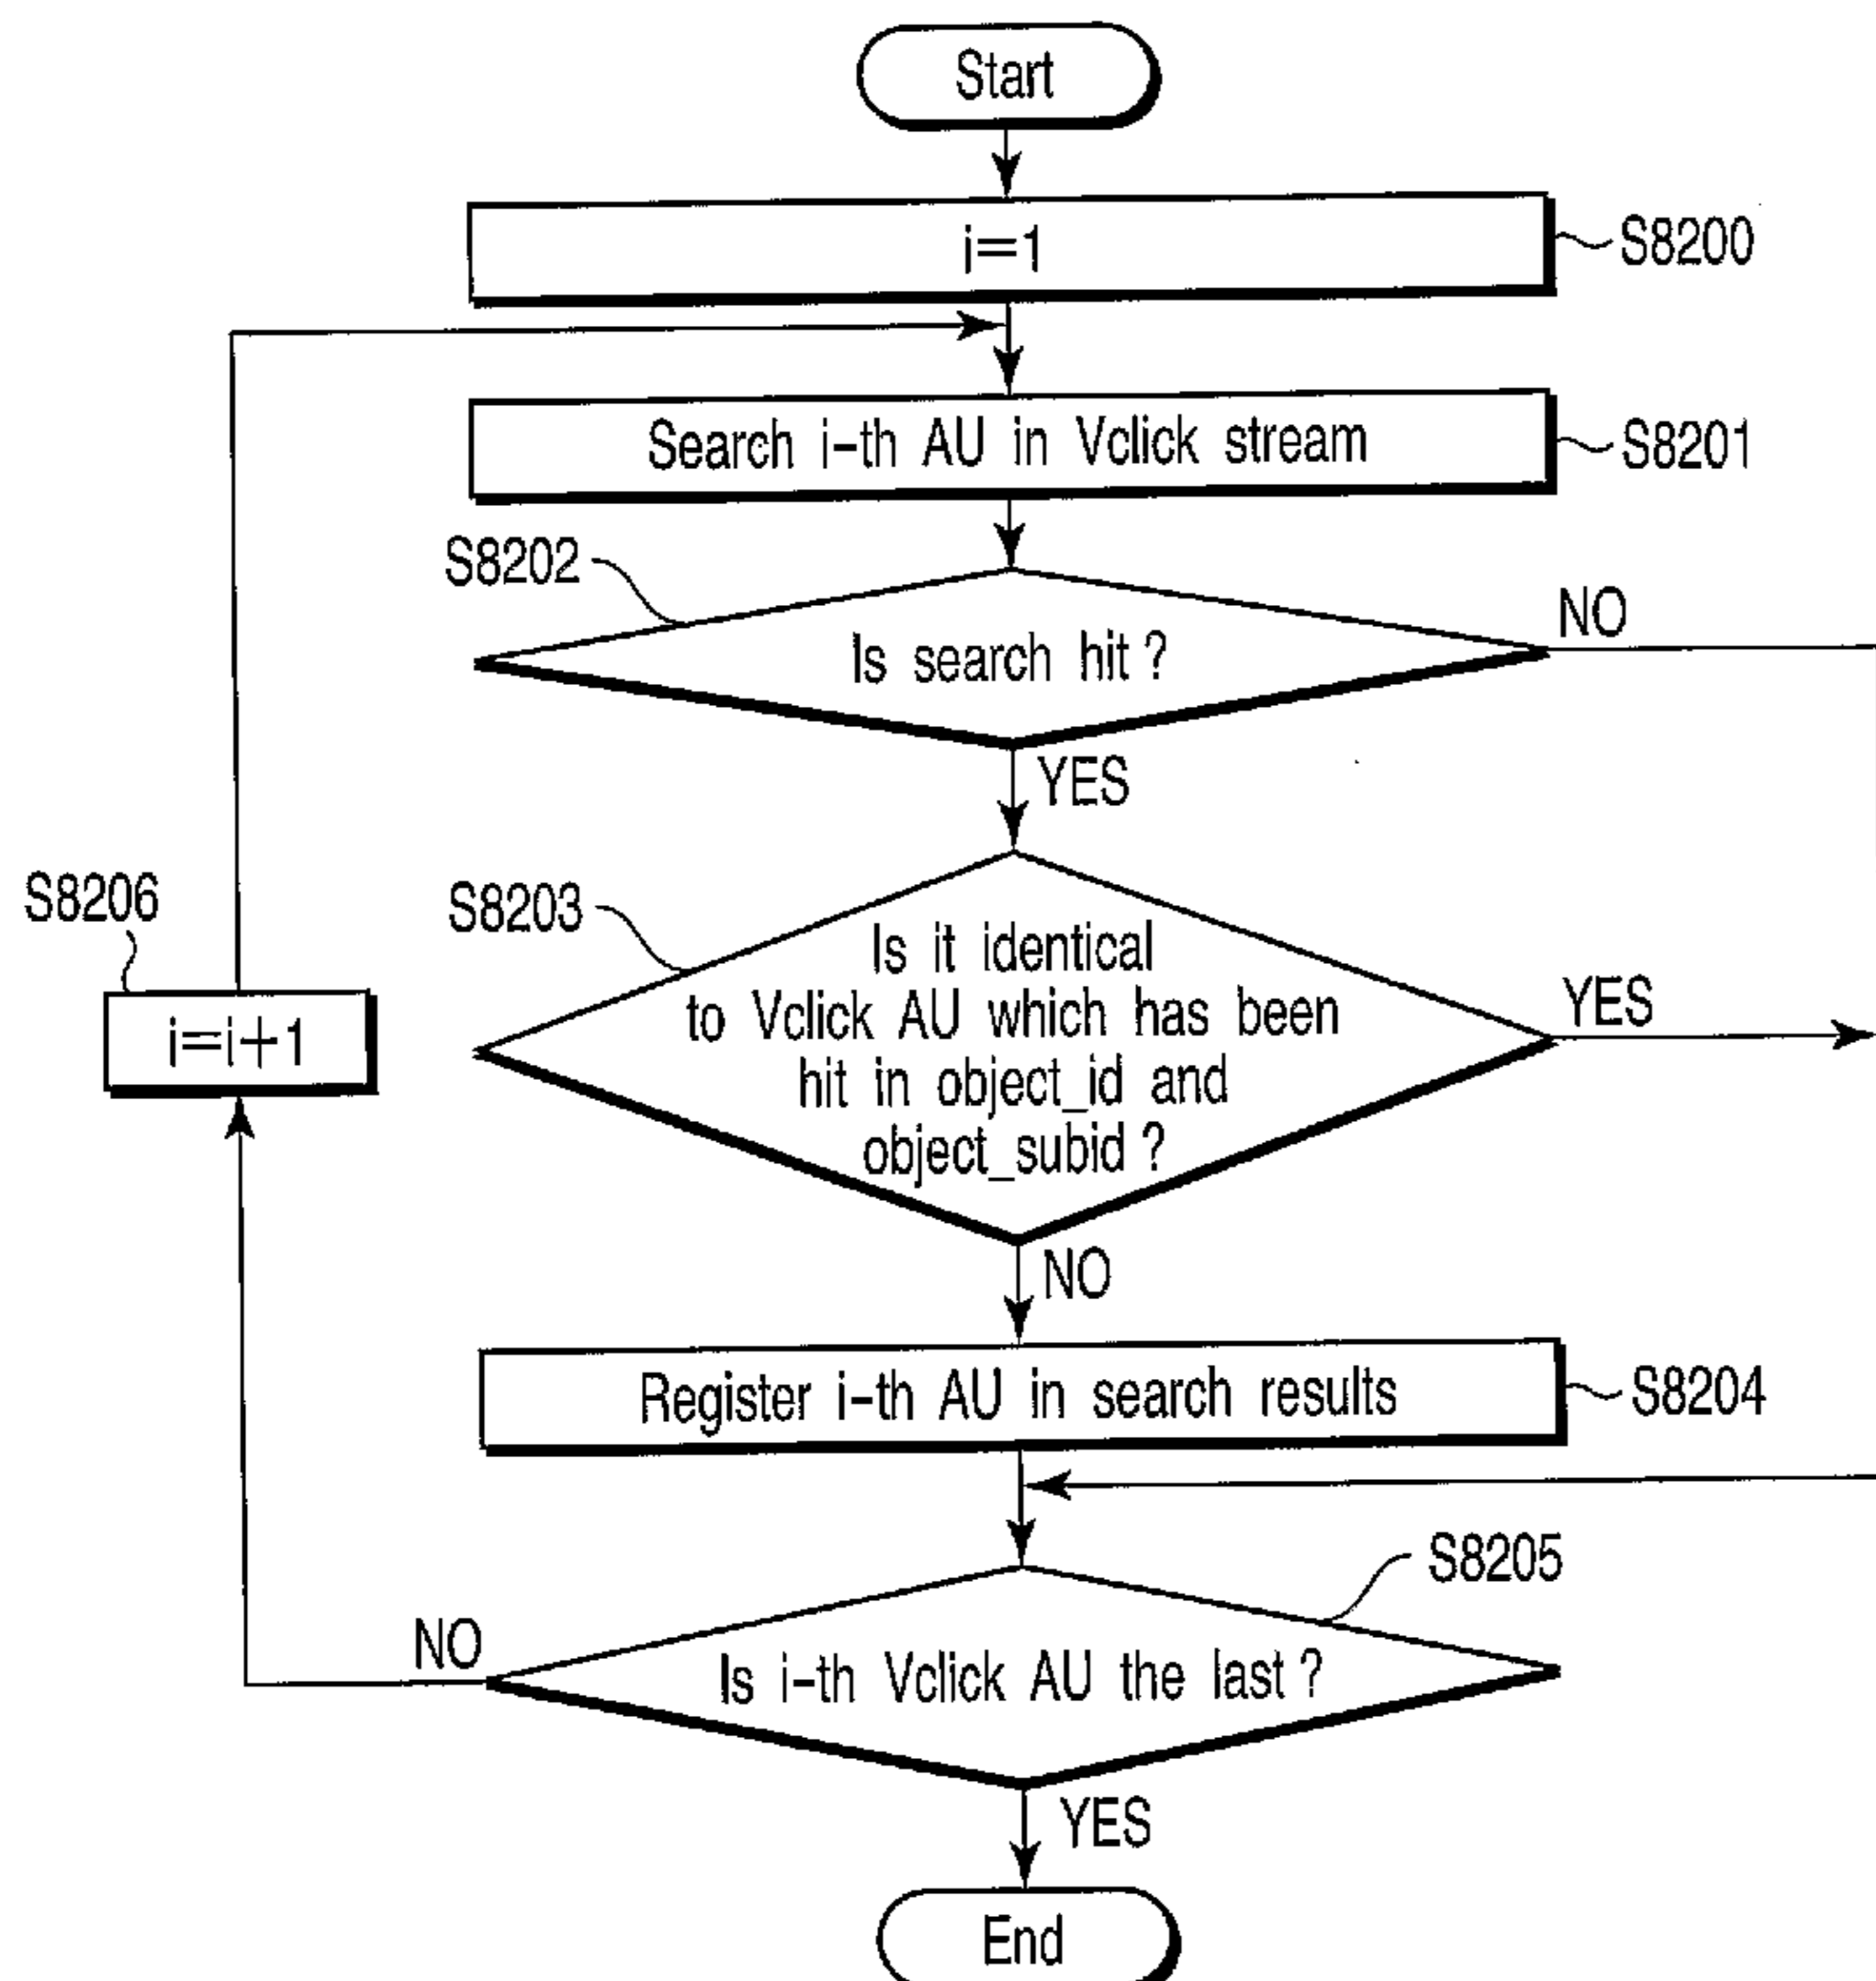 Start
i=1
S8200
Search i-th AU in Vclick stream
S8201
S8202
Is search hit ?
NO
YES
S8206
i=i+1
S8203
Is it identical
to Vclick AU which has been
hit in object_id and
object_subid ?
YES
NO
Register i-th AU in search results
S8204
S8205
NO
Is i-th Vclick AU the last ?
YES
End